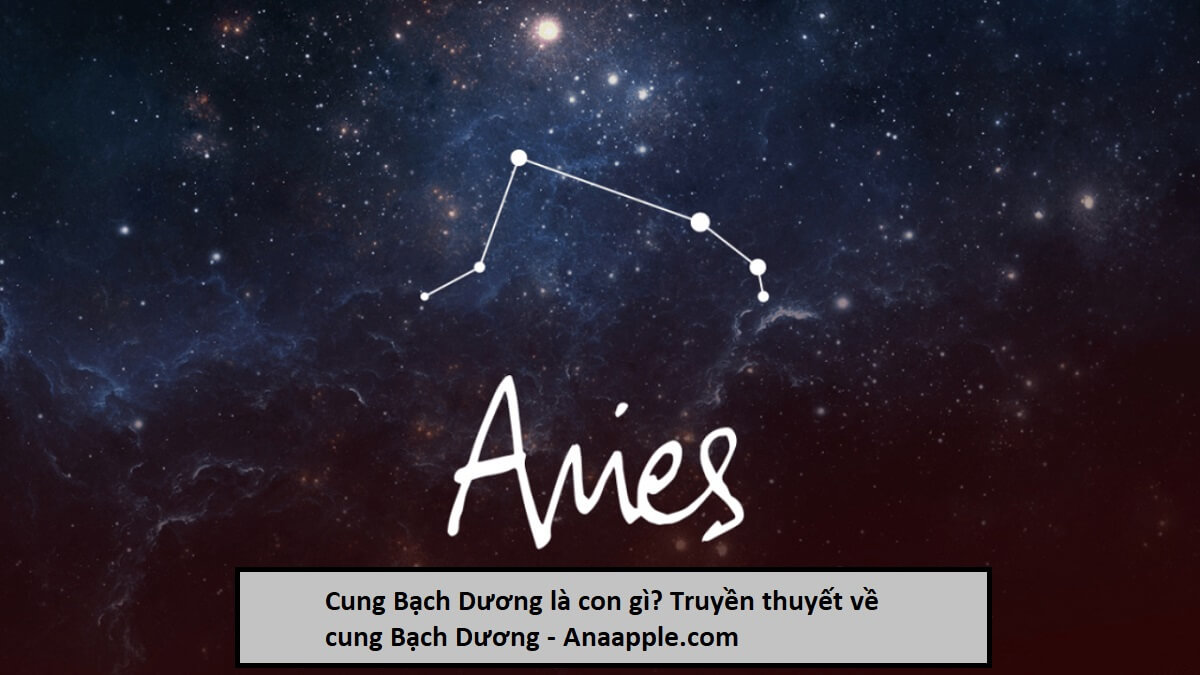 Aries
Cung Bạch Dương là con gì? Truyền thuyết về
cung Bạch Dương - Anaapple.com